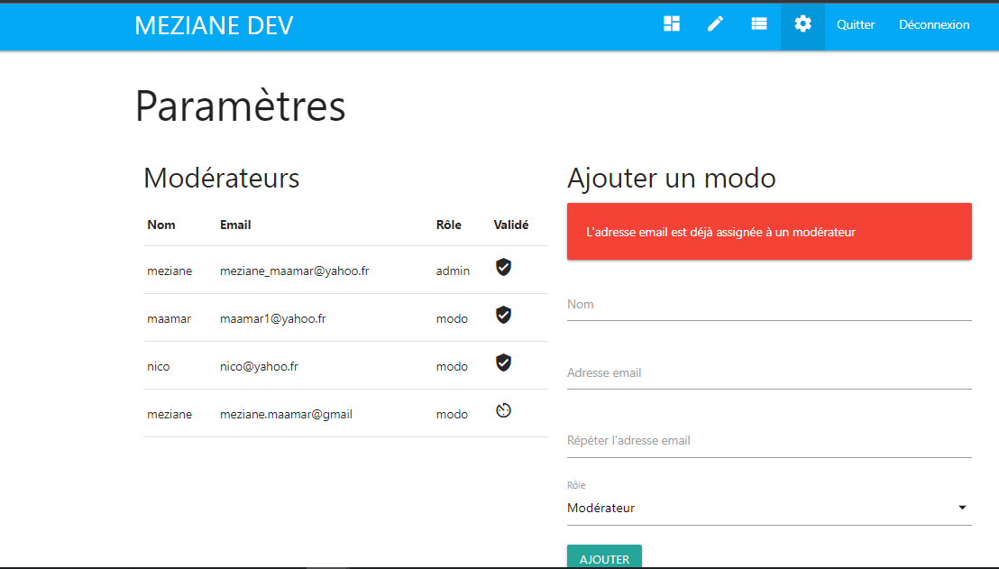 MEZIANE DEV
Quitter
Déconnexion
Paramètres
Modérateurs
Nom Email Rôle Validé
meziane meziane_maamar@yahoo.fr admin
maamar maamar1@yahoo.fr modo
nico nico@yahoo.fr modo
meziane meziane.maamar@gmail modo
Ajouter un modo
L'adresse email est déjà assignée à un modérateur
Nom
Adresse email
Répéter l'adresse email
Rôle
Modérateur
AJOUTER